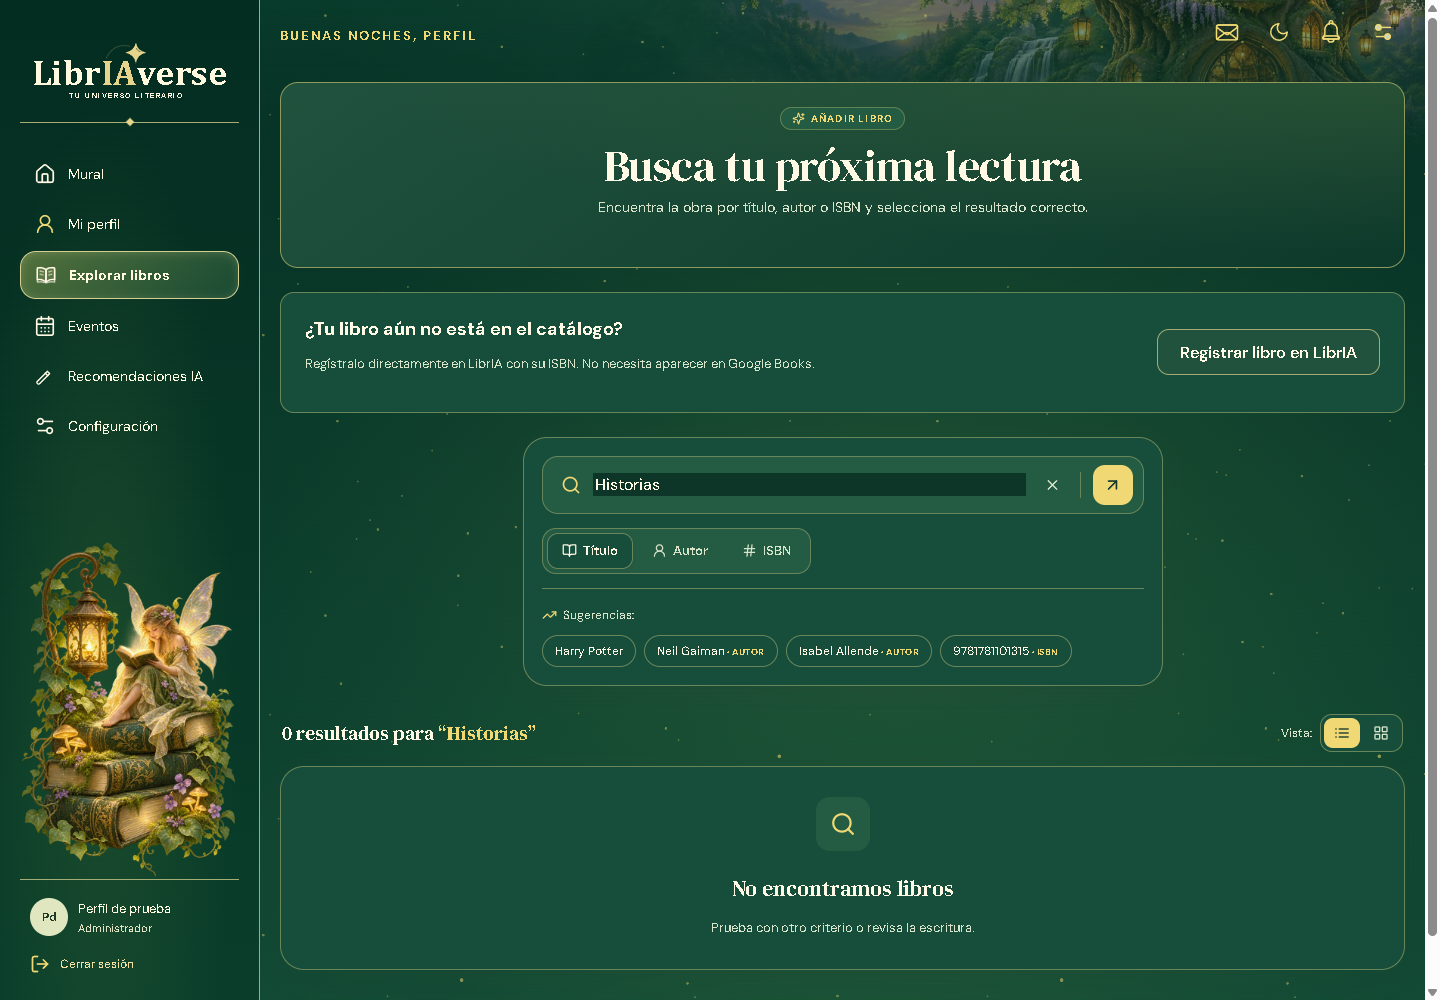 LibrIAverse
TU UNIVERSO LITERARIO
Mural
Mi perfil
Explorar libros
Eventos
Recomendaciones IA
Configuración
Pd
Perfil de prueba
Administrador
Cerrar sesión
BUENAS NOCHES, PERFIL
AÑADIR LIBRO
Busca tu próxima lectura
Encuentra la obra por título, autor o ISBN y selecciona el resultado correcto.
¿Tu libro aún no está en el catálogo?
Regístralo directamente en LibrIA con su ISBN. No necesita aparecer en Google Books.
Registrar libro en LibrIA
Historias
Título Autor ISBN
Sugerencias:
Harry Potter Neil Gaiman · AUTOR Isabel Allende · AUTOR 9781781101315 · ISBN
0 resultados para “Historias”
Vista:
No encontramos libros
Prueba con otro criterio o revisa la escritura.